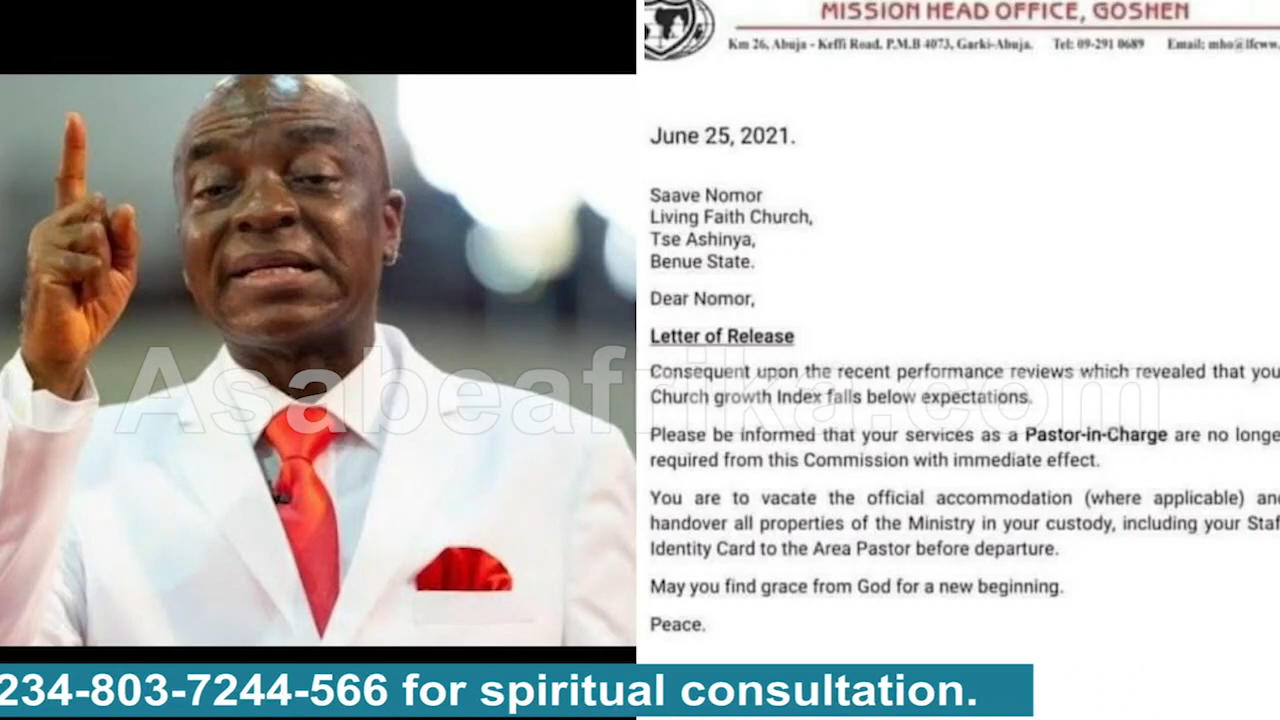 MISSION HEAD OFFICE, GOSHEN
Km 26, Abuja - Keffi Road. P.M.B 4073, Garki-Abuja. Tel: 09-291 0689 Email: mho@lfcww.
June 25, 2021.
Saave Nomor
Living Faith Church,
Tse Ashinya,
Benue State.
Dear Nomor,
Letter of Release
Consequent upon the recent performance reviews which revealed that you
Church growth Index falls below expectations.
Please be informed that your services as a Pastor-in-Charge are no longe
required from this Commission with immediate effect.
You are to vacate the official accommodation (where applicable) and
handover all properties of the Ministry in your custody, including your Staf
Identity Card to the Area Pastor before departure.
May you find grace from God for a new beginning.
Peace.
Asabeafrika.com
234-803-7244-566 for spiritual consultation.